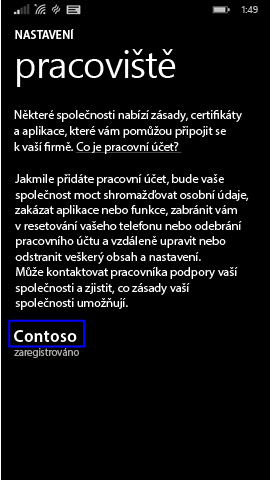 1:49
NASTAVENÍ
pracoviště
Některé společnosti nabízí zásady, certifikáty
a aplikace, které vám pomůžou připojit se
k vaší firmě. Co je pracovní účet?
Jakmile přidáte pracovní účet, bude vaše
společnost moct shromažďovat osobní údaje,
zakázat aplikace nebo funkce, zabránit vám
v resetování vašeho telefonu nebo odebrání
pracovního účtu a vzdáleně upravit nebo
odstranit veškerý obsah a nastavení.
Může kontaktovat pracovníka podpory vaší
společnosti a zjistit, co zásady vaší
společnosti umožňují.
Contoso
zaregistrováno